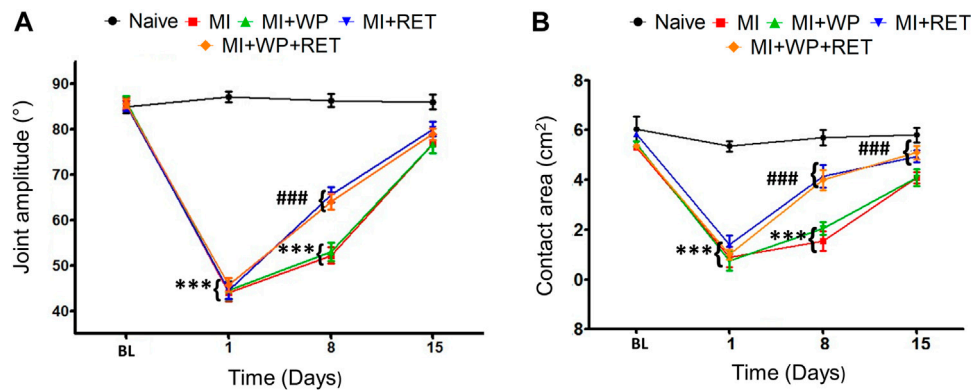 A
Naive MI MI+WP MI+RET
MI+WP+RET
Joint amplitude (°)
90
80
70
60
50
40
***
###
***
BL 1 8 15
Time (Days)
B
Naive MI MI+WP MI+RET
MI+WP+RET
Contact area (cm2)
8
6
4
2
0
2
***
###
***
###
BL 1 8 15
Time (Days)